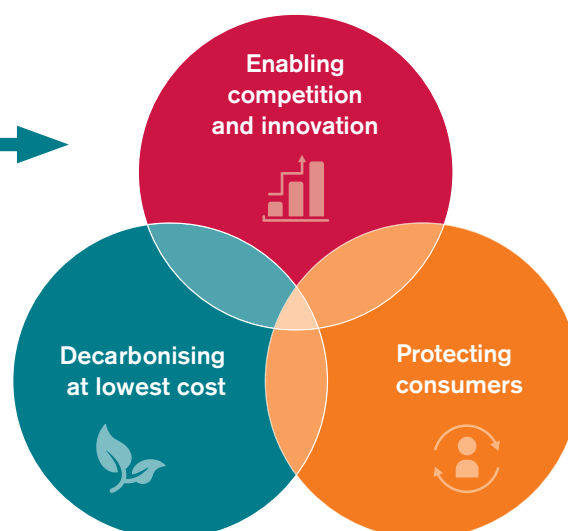 Enabling
competition
and innovation
Decarbonising
at lowest cost
Protecting
consumers